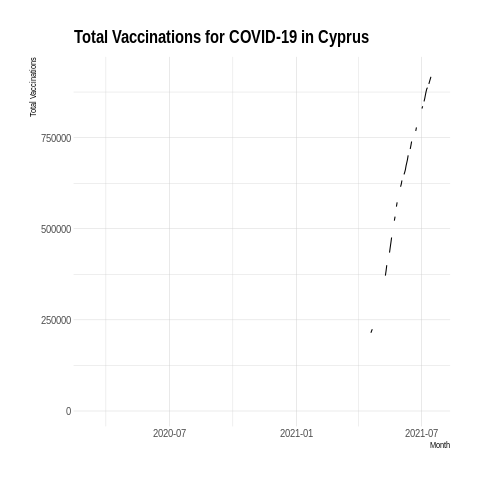 Total Vaccinations for COVID-19 in Cyprus
Total Vaccinations
750000
500000
250000
0
2020-07 2021-01 2021-07
Month